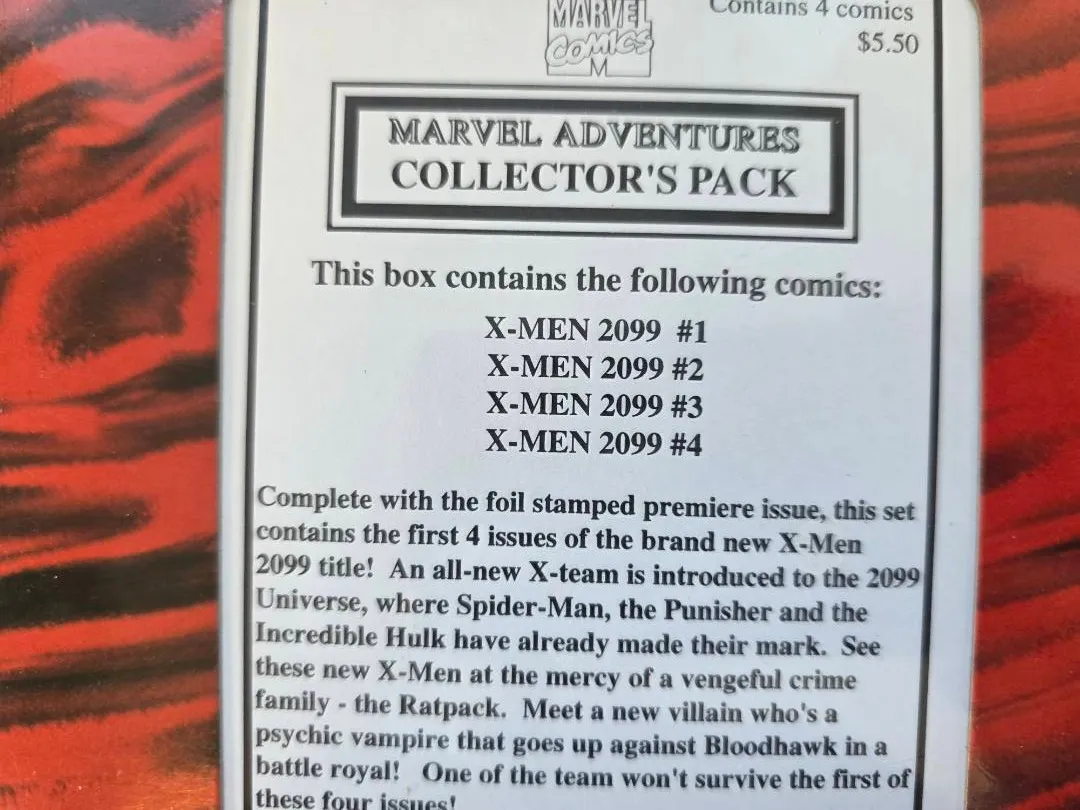 MARVEL
COMICS
M
Contains 4 comics
$5.50
MARVEL ADVENTURES
COLLECTOR'S PACK
This box contains the following comics:
X-MEN 2099 #1
X-MEN 2099 #2
X-MEN 2099 #3
X-MEN 2099 #4
Complete with the foil stamped premiere issue, this set
contains the first 4 issues of the brand new X-Men
2099 title! An all-new X-team is introduced to the 2099
Universe, where Spider-Man, the Punisher and the
Incredible Hulk have already made their mark. See
these new X-Men at the mercy of a vengeful crime
family - the Ratpack. Meet a new villain who's a
psychic vampire that goes up against Bloodhawk in a
battle royal! One of the team won't survive the first of
these four issues!